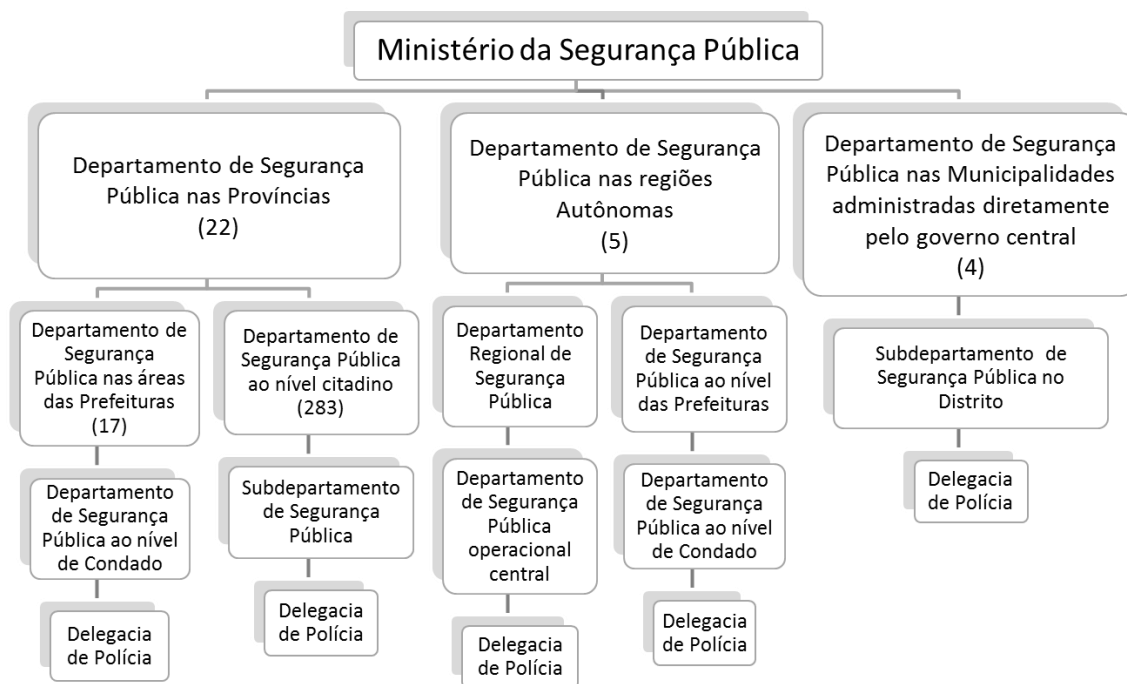 Ministério da Segurança Pública
Departamento de Segurança
Pública nas Províncias
(22)
Departamento de Segurança
Pública nas regiões
Autônomas
(5)
Departamento de Segurança
Pública nas Municipalidades
administradas diretamente
pelo governo central
(4)
Departamento de
Segurança
Pública nas áreas
das Prefeituras
(17)
Departamento de
Segurança Pública
ao nível citadino
(283)
Departamento
Regional de
Segurança
Pública
Departamento
de Segurança
Pública ao nível
das Prefeituras
Subdepartamento de
Segurança Pública no
Distrito
Departamento
de Segurança
Pública ao nível
de Condado
Subdepartamento
de Segurança
Pública
Departamento
de Segurança
Pública
operacional
central
Departamento
de Segurança
Pública ao nível
de Condado
Delegacia
de Polícia
Delegacia
de Polícia
Delegacia
de Polícia
Delegacia
de Polícia
Delegacia
de Polícia